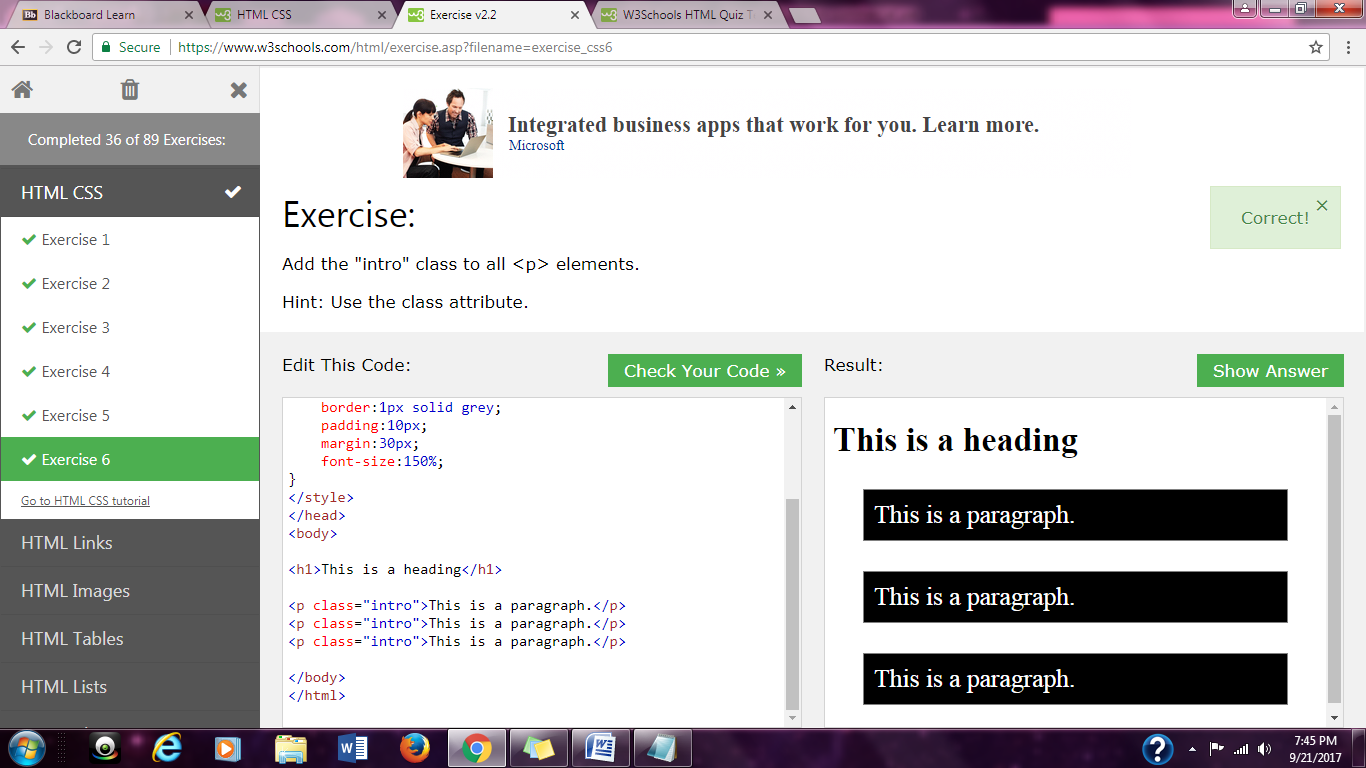 Blackboard Learn
HTML CSS
Exercise v2.2
W3Schools HTML Quiz
Secure
https://www.w3schools.com/html/exercise.asp?filename=exercise_css6
Completed 36 of 89 Exercises:
HTML CSS
Exercise 1
Exercise 2
Exercise 3
Exercise 4
Exercise 5
Exercise 6
Go to HTML CSS tutorial
HTML Links
HTML Images
HTML Tables
HTML Lists
Integrated business apps that work for you. Learn more.
Microsoft
Exercise:
Correct!
Add the "intro" class to all <p> elements.
Hint: Use the class attribute.
Edit This Code:
Check Your Code »
    border:1px solid grey;
    padding:10px;
    margin:30px;
    font-size:150%;
}
</style>
</head>
<body>
<h1>This is a heading</h1>
<p class="intro">This is a paragraph.</p>
<p class="intro">This is a paragraph.</p>
<p class="intro">This is a paragraph.</p>
</body>
</html>
Result:
Show Answer
This is a heading
This is a paragraph.
This is a paragraph.
This is a paragraph.
7:45 PM
9/21/2017